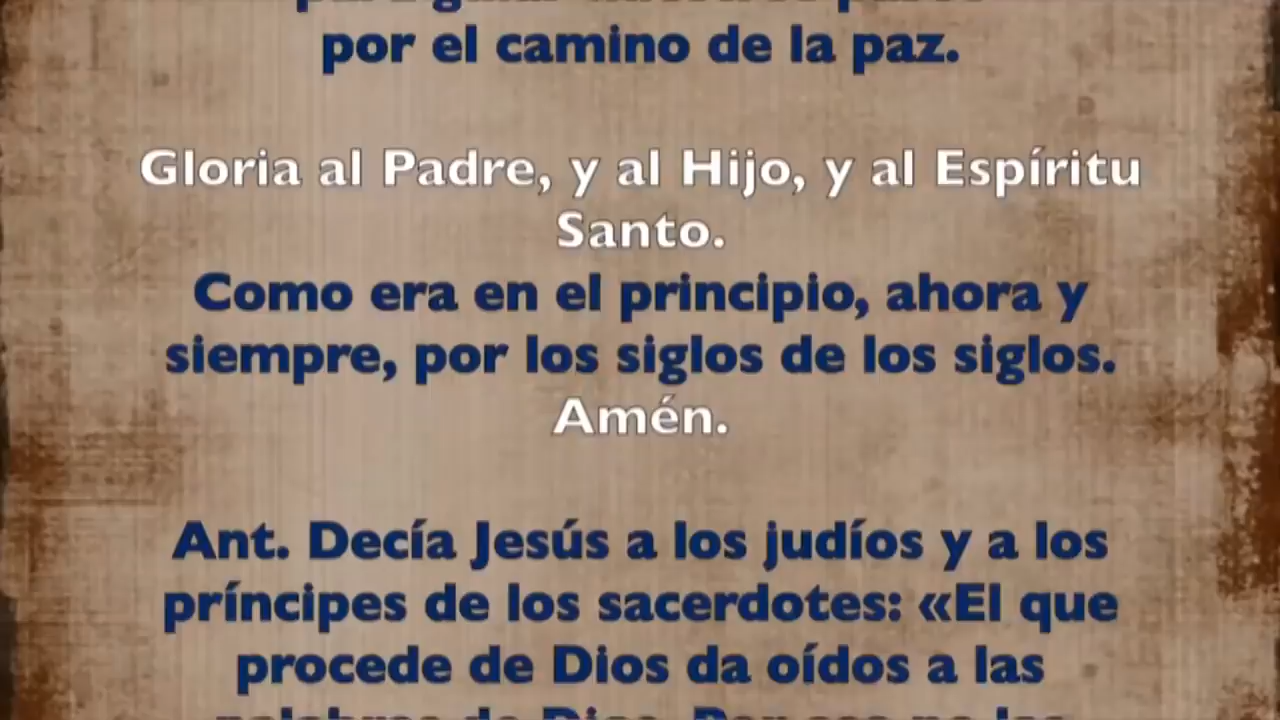 por el camino de la paz.
Gloria al Padre, y al Hijo, y al Espíritu
Santo.
Como era en el principio, ahora y
siempre, por los siglos de los siglos.
Amén.
Ant. Decía Jesús a los judíos y a los
príncipes de los sacerdotes: «El que
procede de Dios da oídos a las